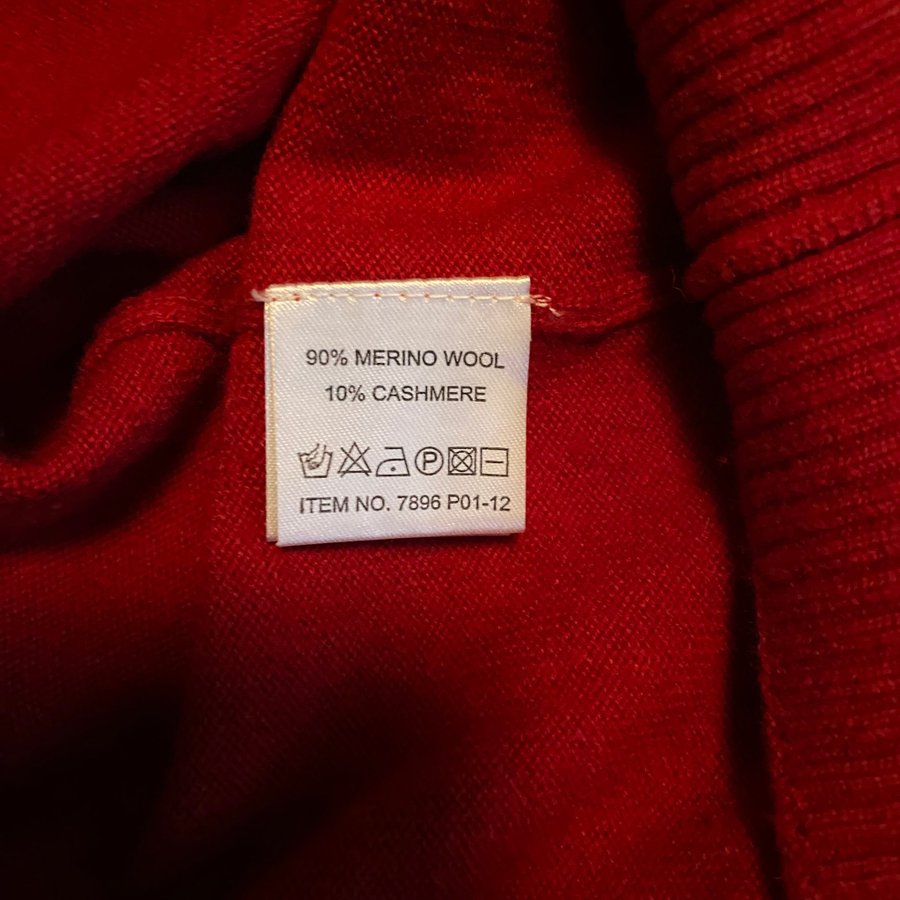 90% MERINO WOOL
10% CASHMERE
P
ITEM NO. 7896 P01-12